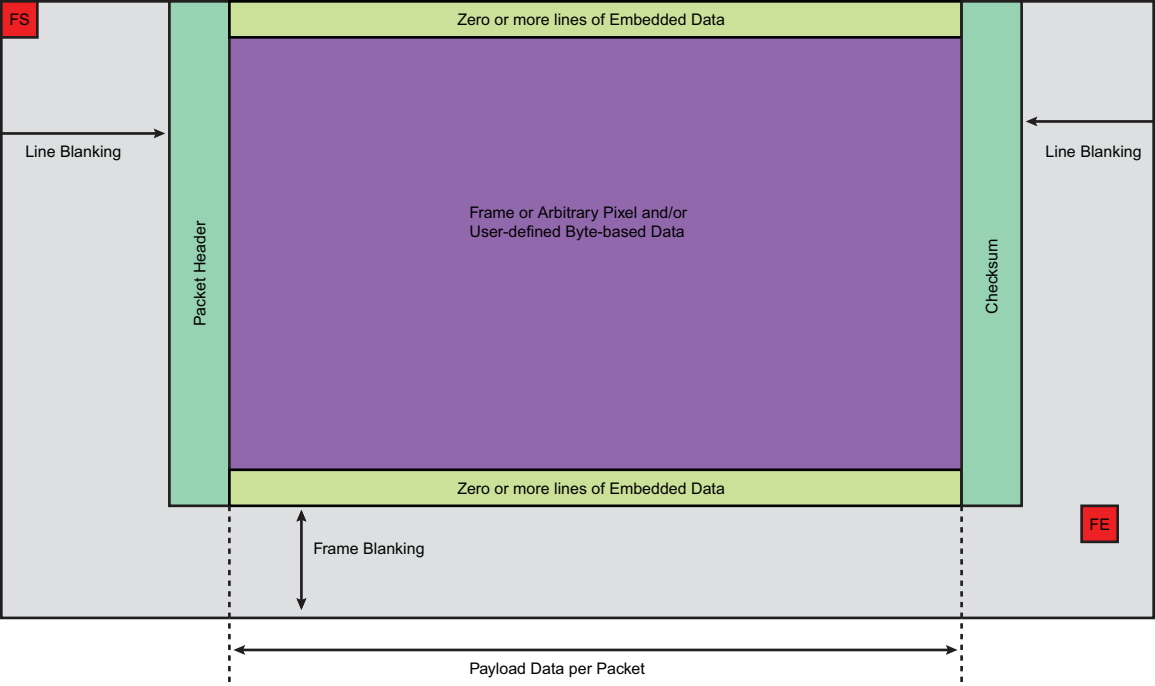 FS
Zero or more lines of Embedded Data
Line Blanking
Line Blanking
Frame or Arbitrary Pixel and/or
User-defined Byte-based Data
Packet Header
Checksum
Zero or more lines of Embedded Data
FE
Frame Blanking
Payload Data per Packet